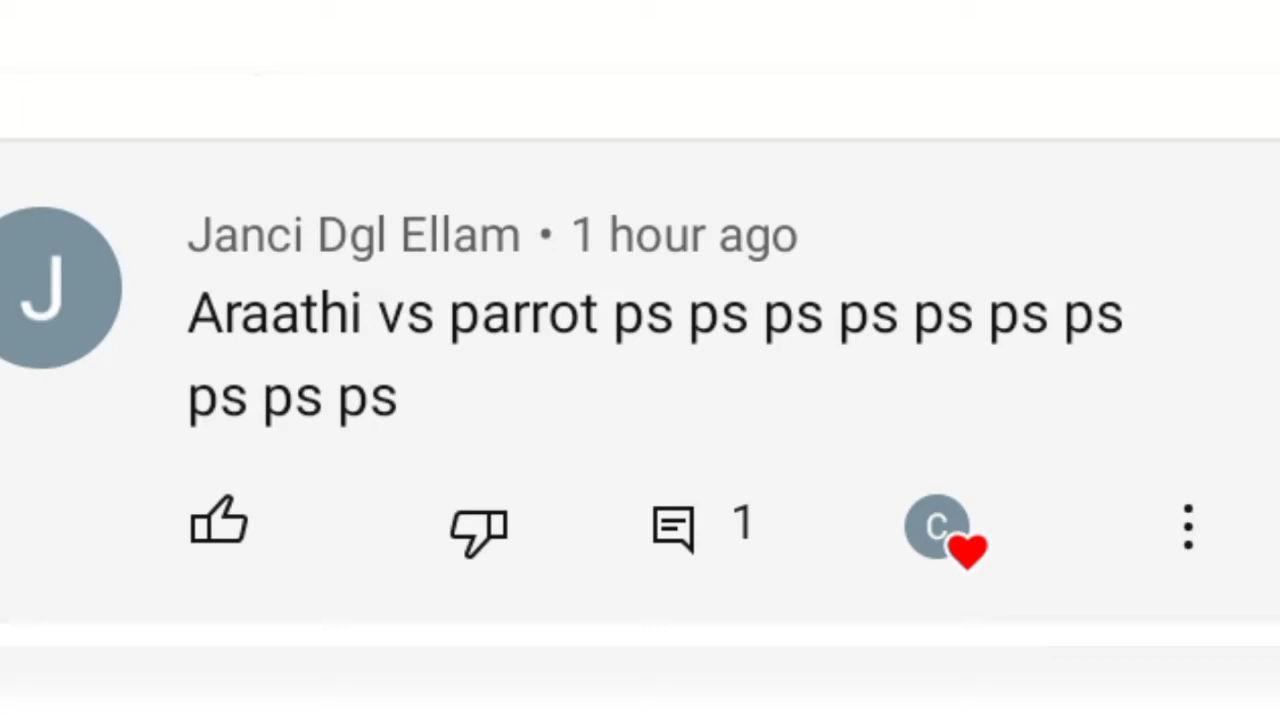 J
Janci Dgl Ellam • 1 hour ago
Araathi vs parrot ps ps ps ps ps ps ps
ps ps ps
1
C